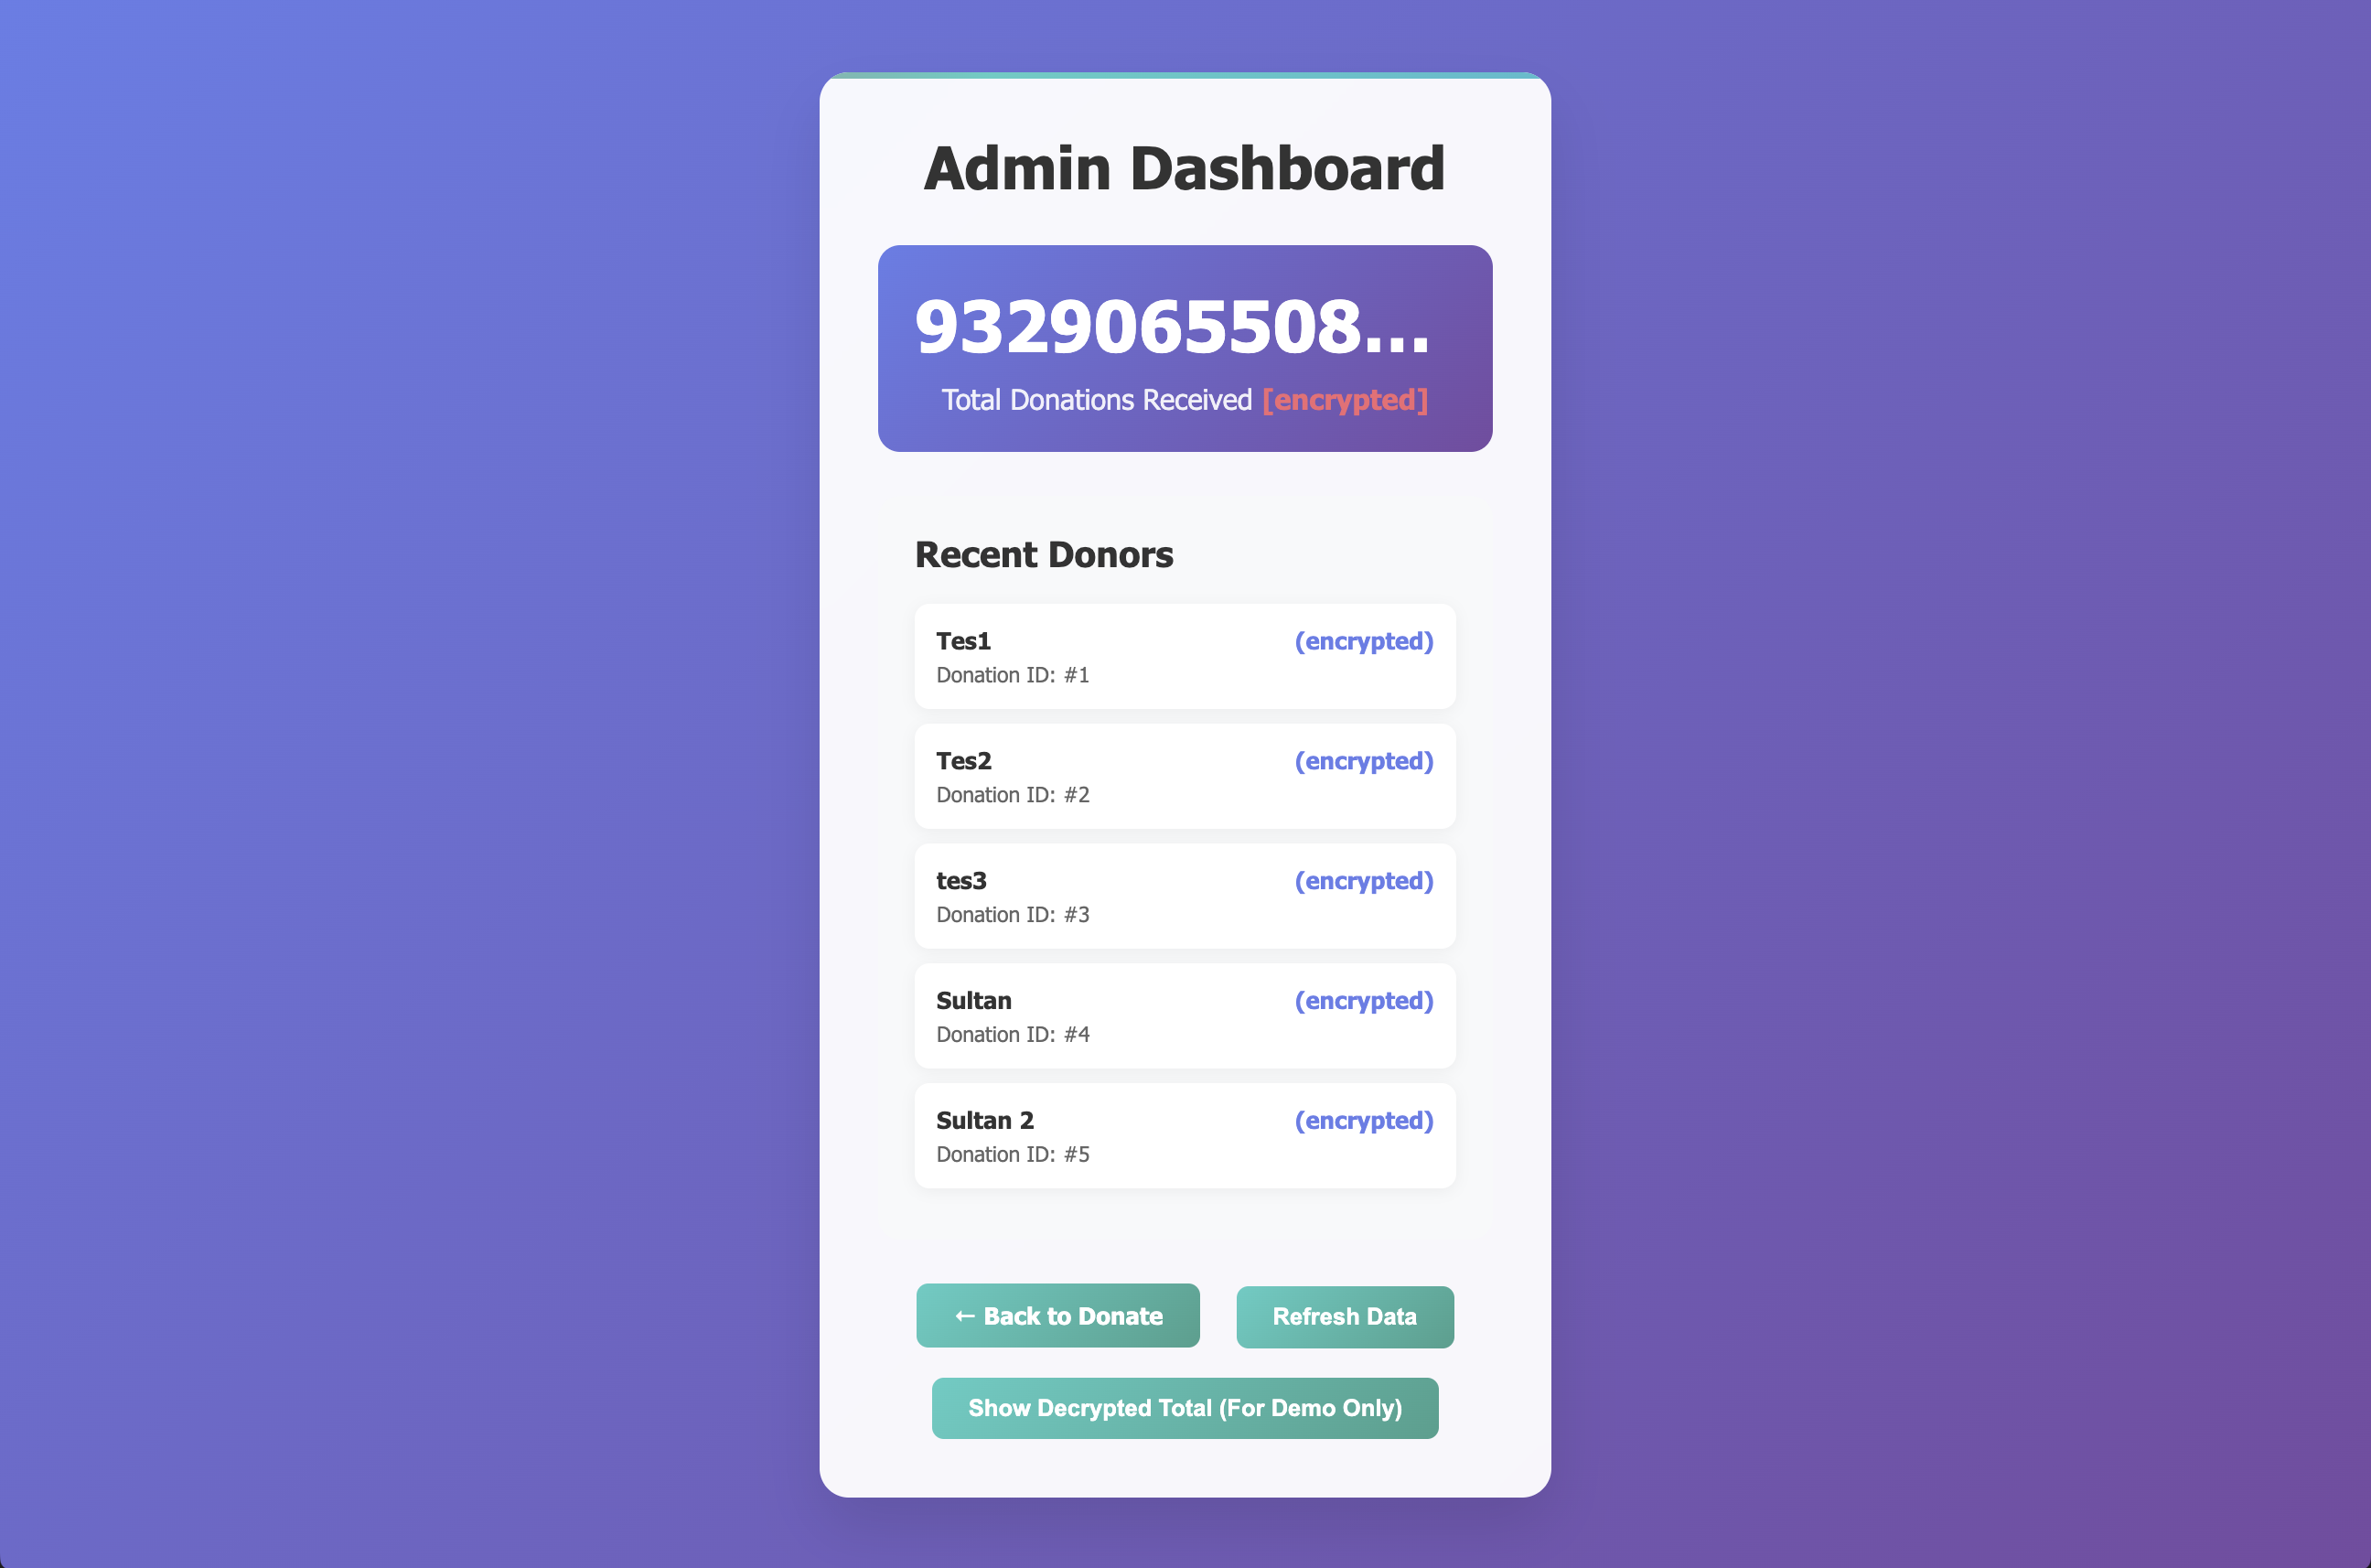 Admin Dashboard
9329065508...
Total Donations Received [encrypted]
Recent Donors
Tes1 (encrypted)
Donation ID: #1
Tes2 (encrypted)
Donation ID: #2
tes3 (encrypted)
Donation ID: #3
Sultan (encrypted)
Donation ID: #4
Sultan 2 (encrypted)
Donation ID: #5
← Back to Donate Refresh Data
Show Decrypted Total (For Demo Only)